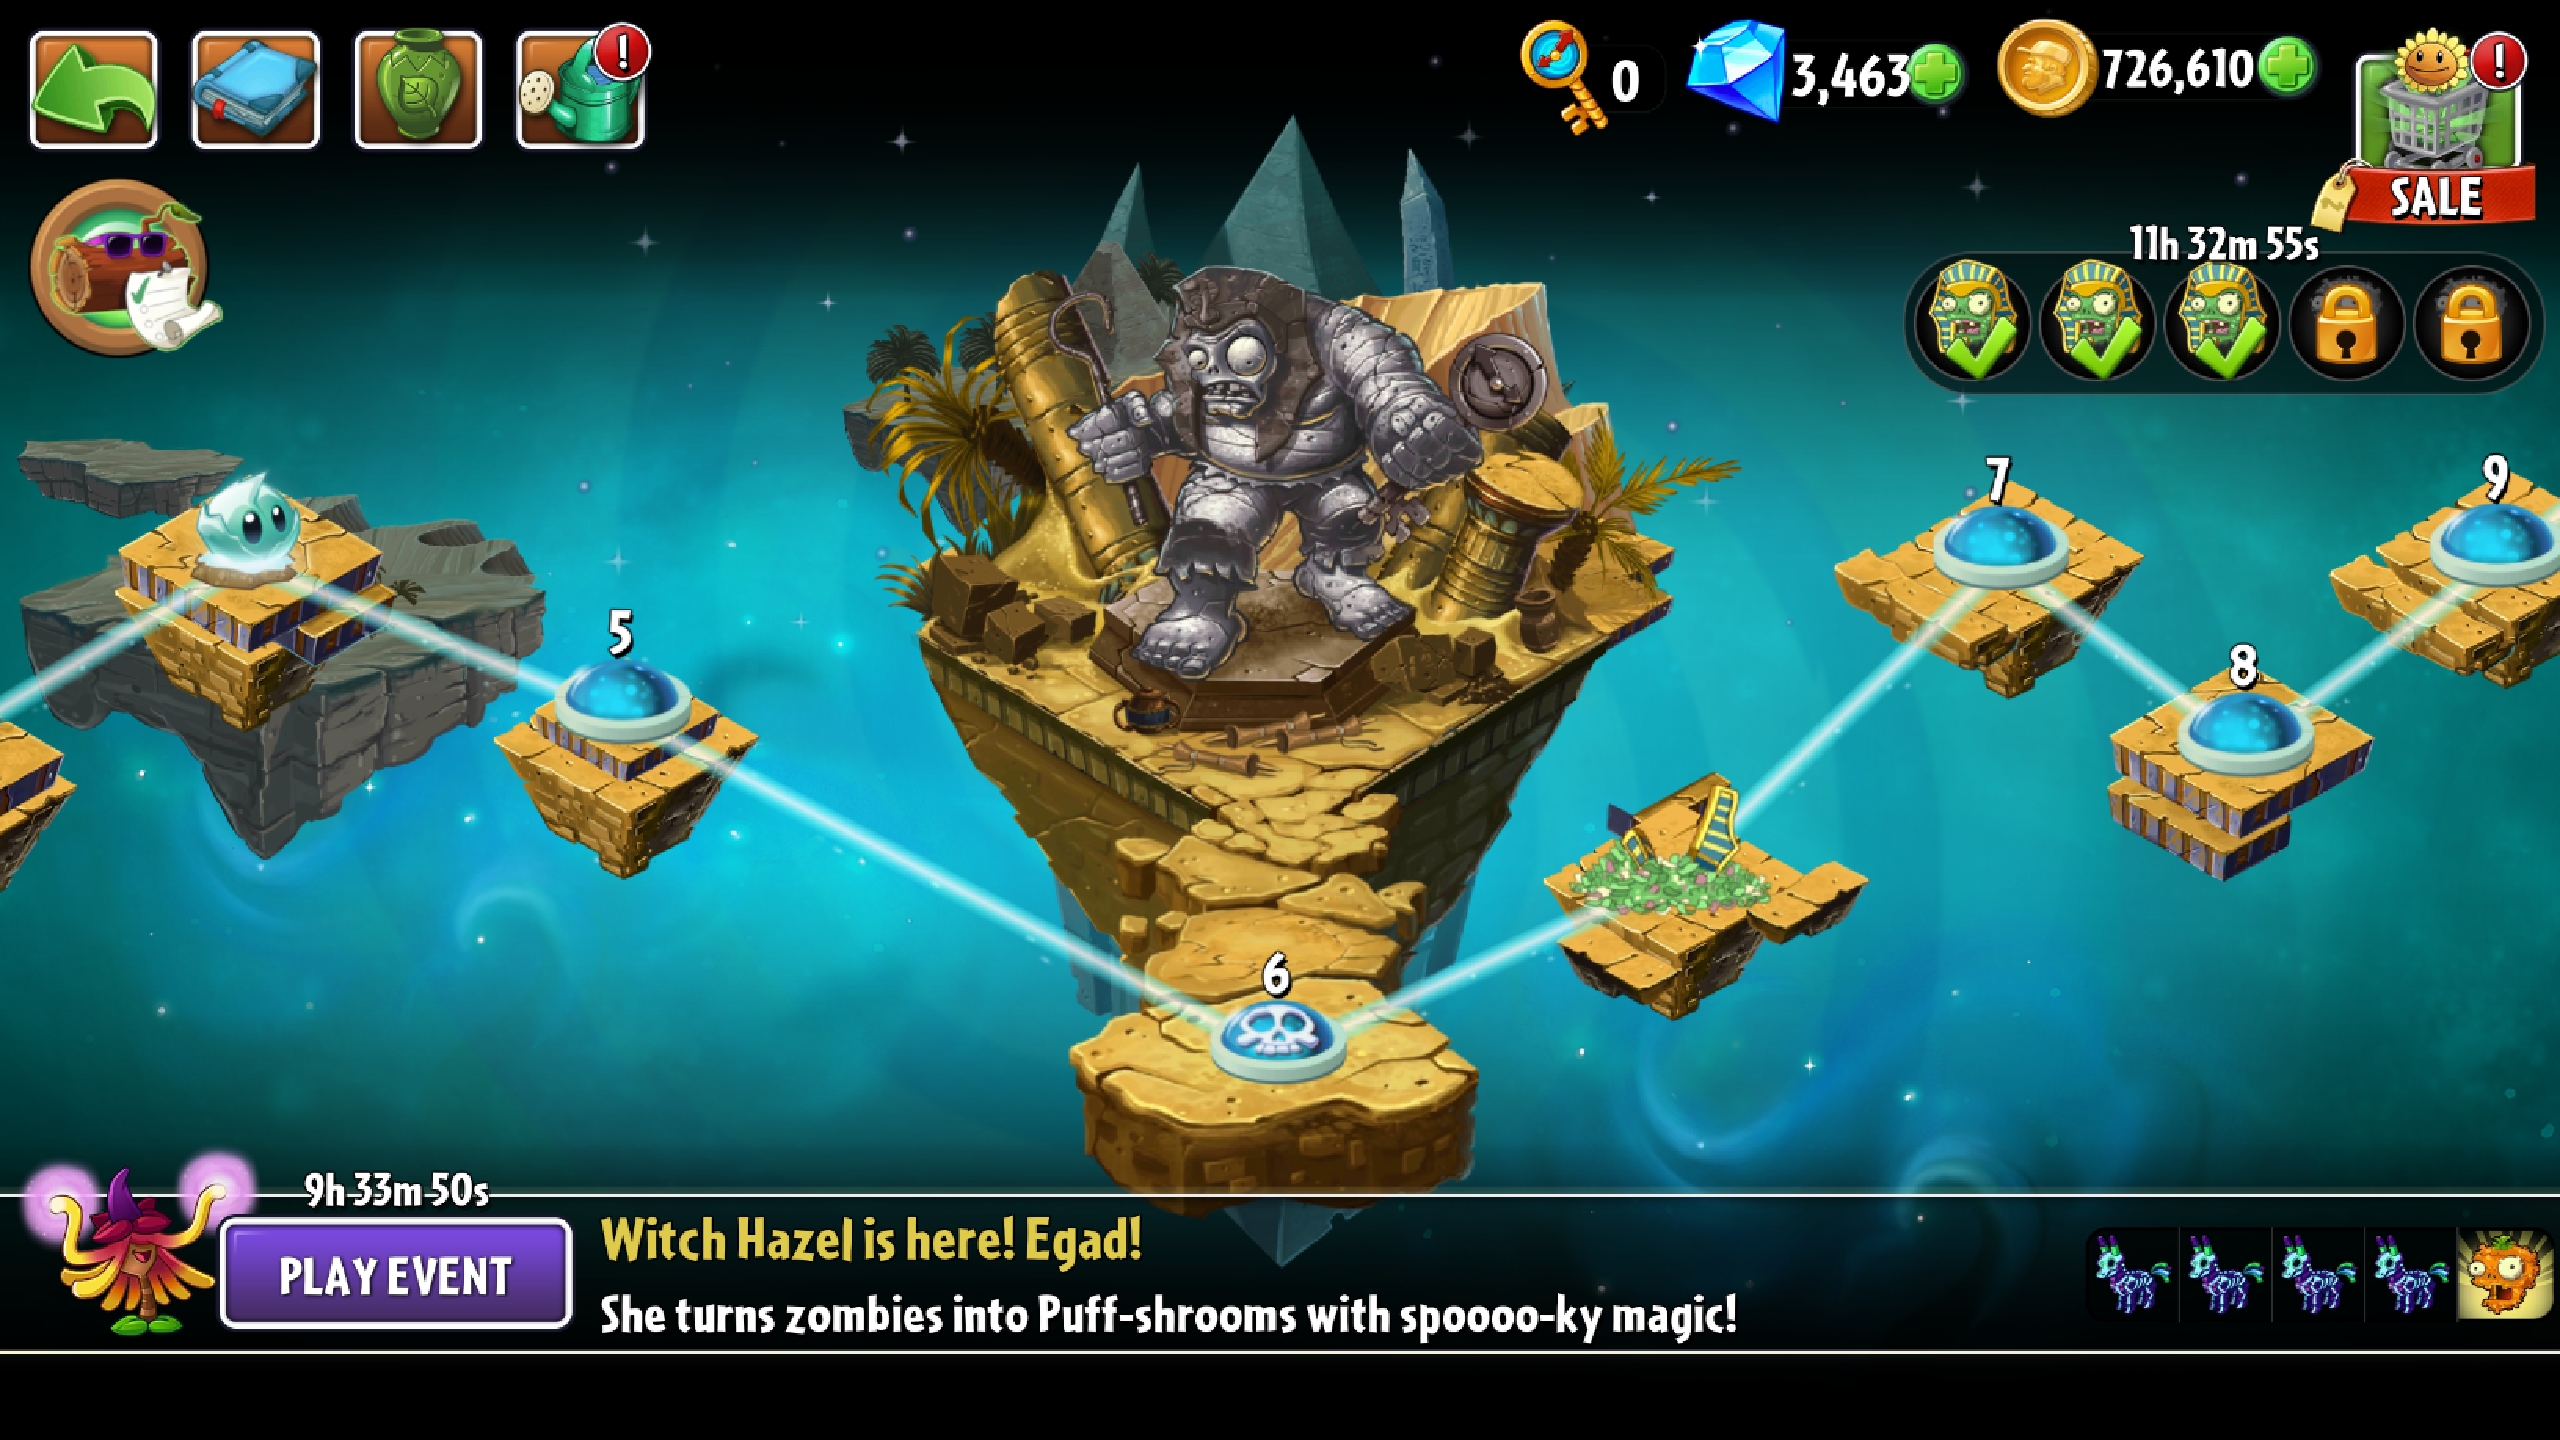 0
3,463
726,610
SALE
11h 32m 55s
5
6
7
8
9
9h 33m 50s
PLAY EVENT
Witch Hazel is here! Egad!
She turns zombies into Puff-shrooms with spoooo-ky magic!